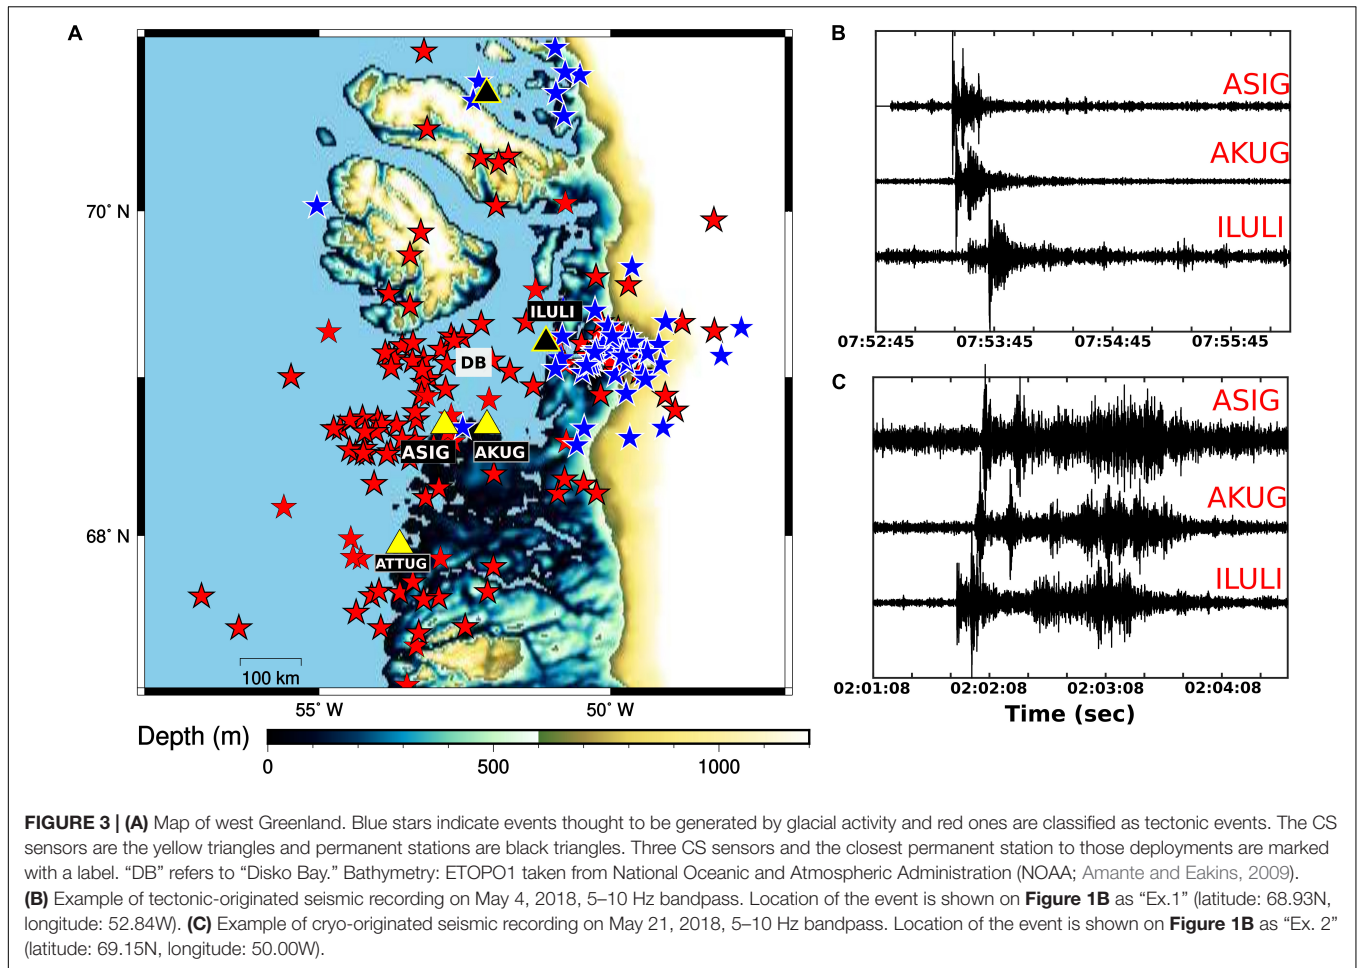 A
B
ASIG
AKUG
ILULI
07:52:45 07:53:45 07:54:45 07:55:45
70° N
ILULI
DB
ASIG
AKUG
68° N
ATTUG
100 km
55° W
50° W
C
ASIG
AKUG
ILULI
02:01:08 02:02:08 02:03:08 02:04:08
Time (sec)
Depth (m)
0 500 1000
FIGURE 3 | (A) Map of west Greenland. Blue stars indicate events thought to be generated by glacial activity and red ones are classified as tectonic events. The CS
sensors are the yellow triangles and permanent stations are black triangles. Three CS sensors and the closest permanent station to those deployments are marked
with a label. “DB” refers to “Disko Bay.” Bathymetry: ETOPO1 taken from National Oceanic and Atmospheric Administration (NOAA; Amante and Eakins, 2009).
(B) Example of tectonic-originated seismic recording on May 4, 2018, 5–10 Hz bandpass. Location of the event is shown on Figure 1B as “Ex.1” (latitude: 68.93N,
longitude: 52.84W). (C) Example of cryo-originated seismic recording on May 21, 2018, 5–10 Hz bandpass. Location of the event is shown on Figure 1B as “Ex. 2”
(latitude: 69.15N, longitude: 50.00W).